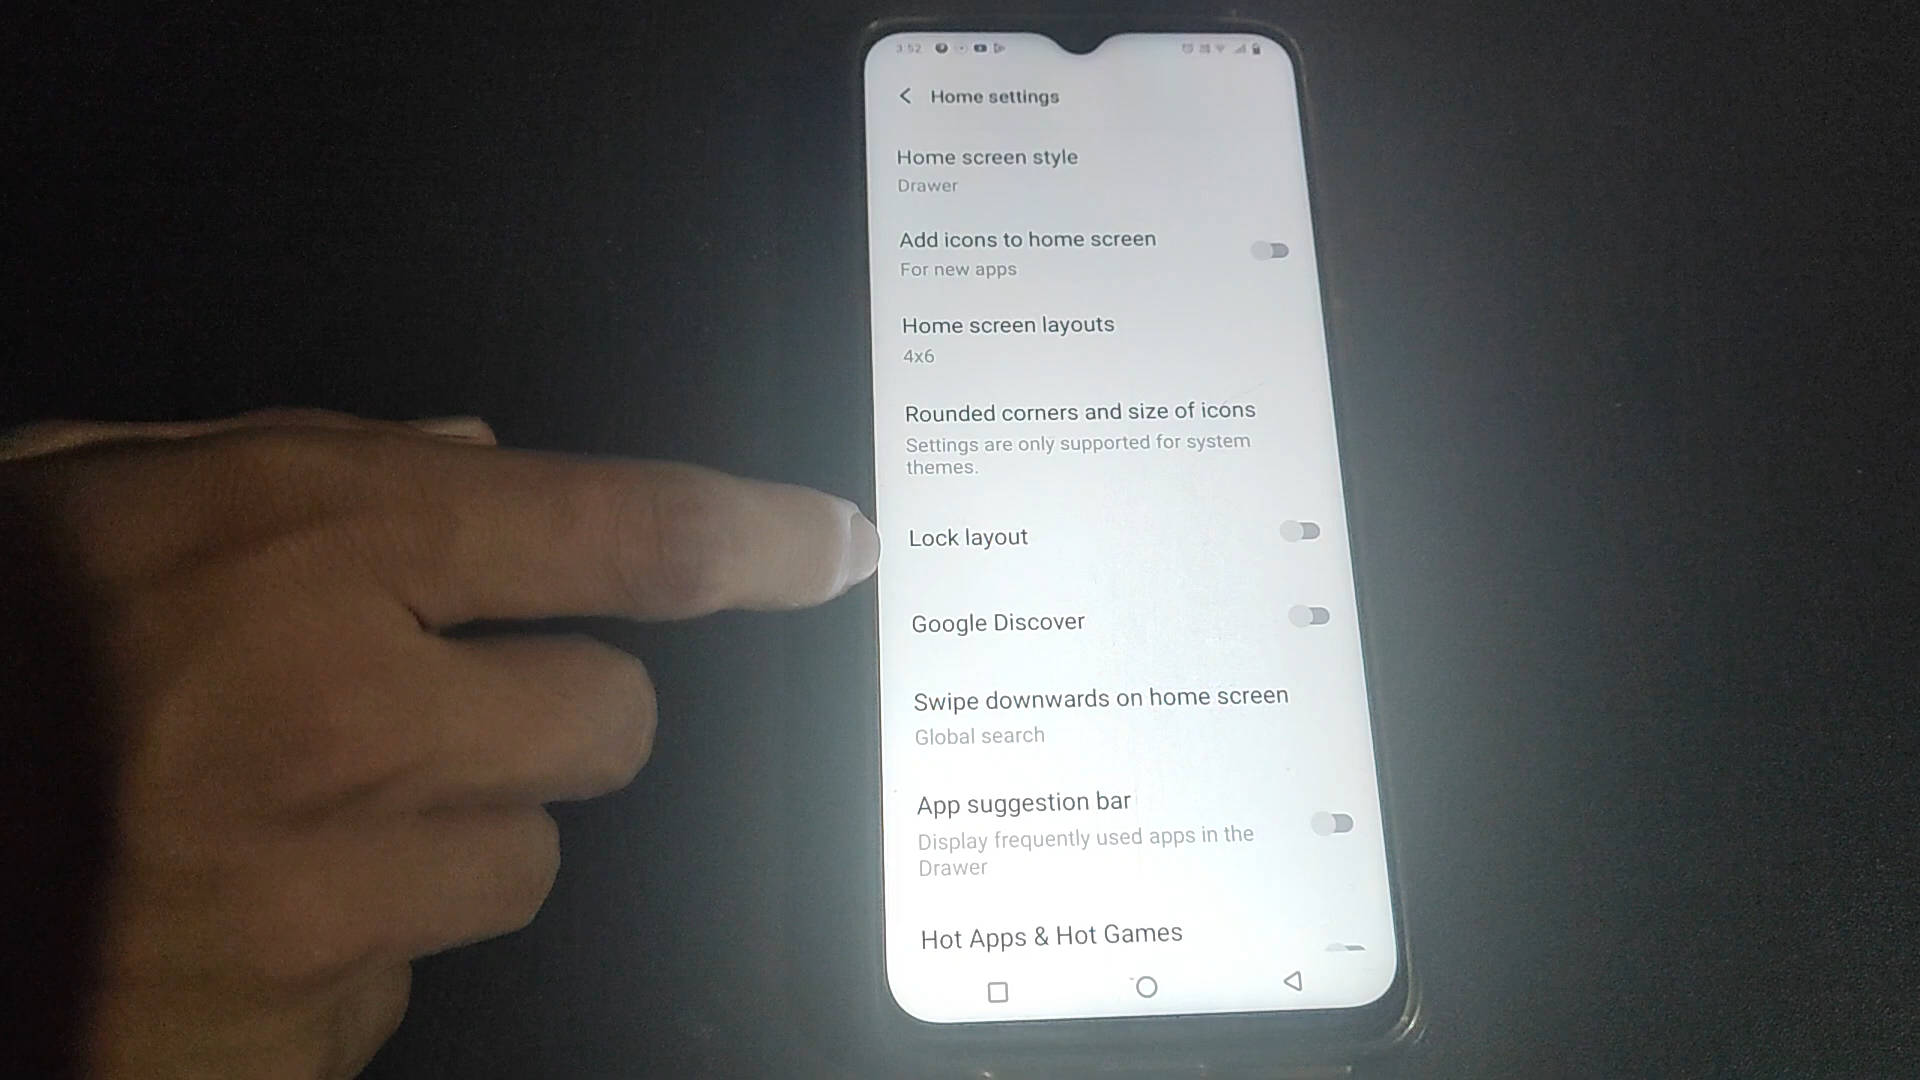 3:52
Home settings
Home screen style
Drawer
Add icons to home screen
For new apps
Home screen layouts
4x6
Rounded corners and size of icons
Settings are only supported for system
themes.
Lock layout
Google Discover
Swipe downwards on home screen
Global search
App suggestion bar
Display frequently used apps in the
Drawer
Hot Apps & Hot Games